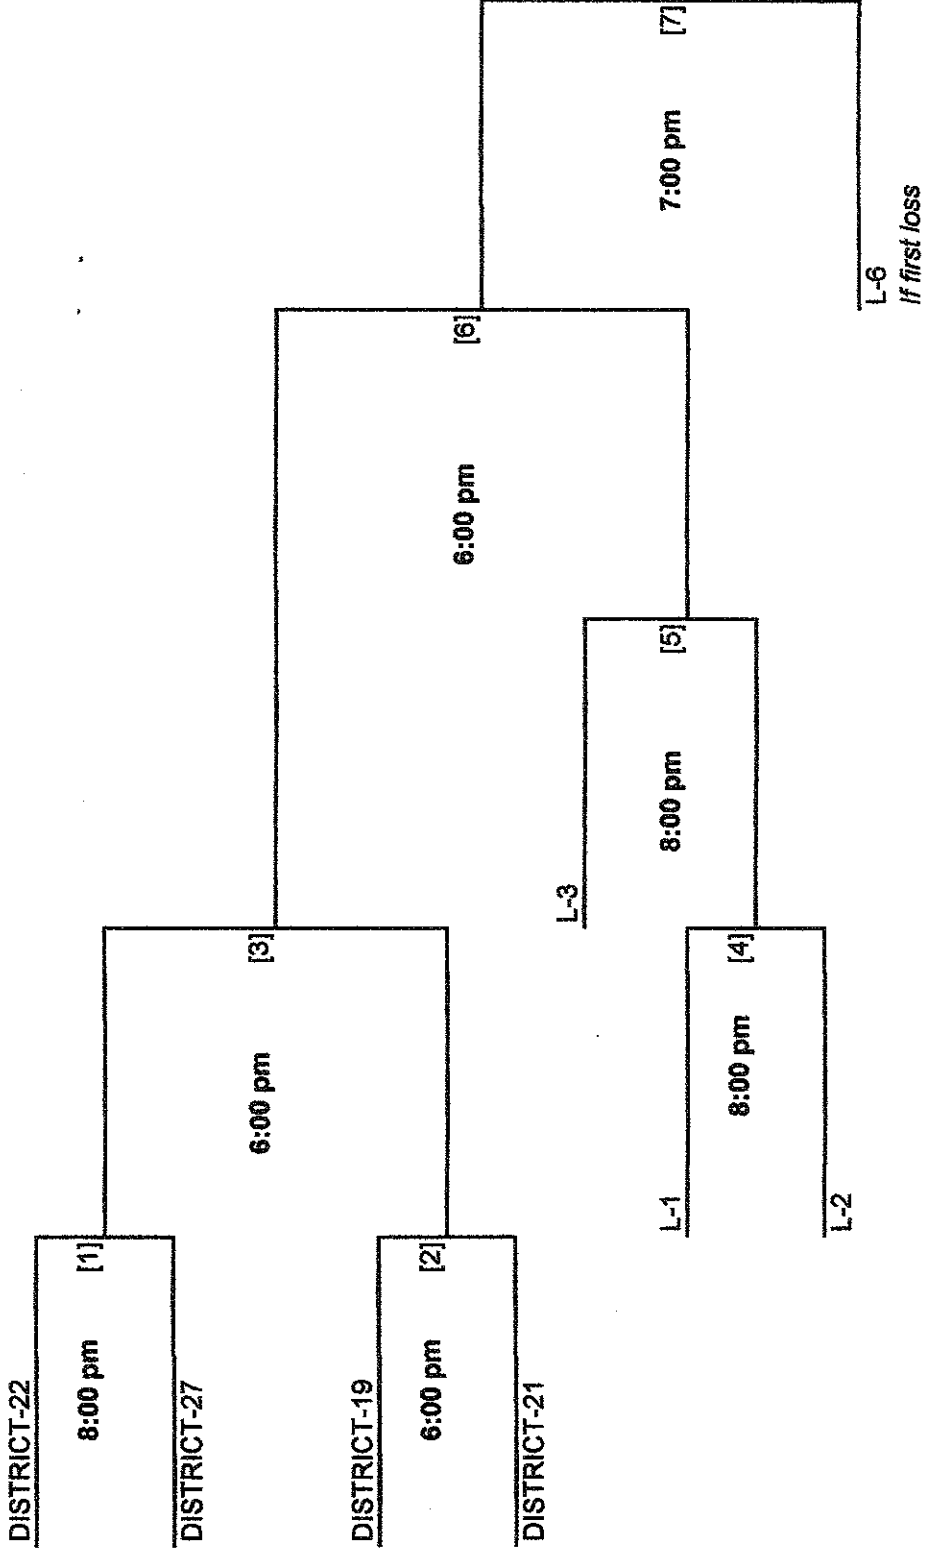 DISTRICT-22
8:00 pm
[1]
DISTRICT-27
6:00 pm
[3]
DISTRICT-19
6:00 pm
[2]
DISTRICT-21
6:00 pm
[6]
L-3
8:00 pm
[5]
L-1
8:00 pm
[4]
L-2
7:00 pm
[7]
L-6
If first loss